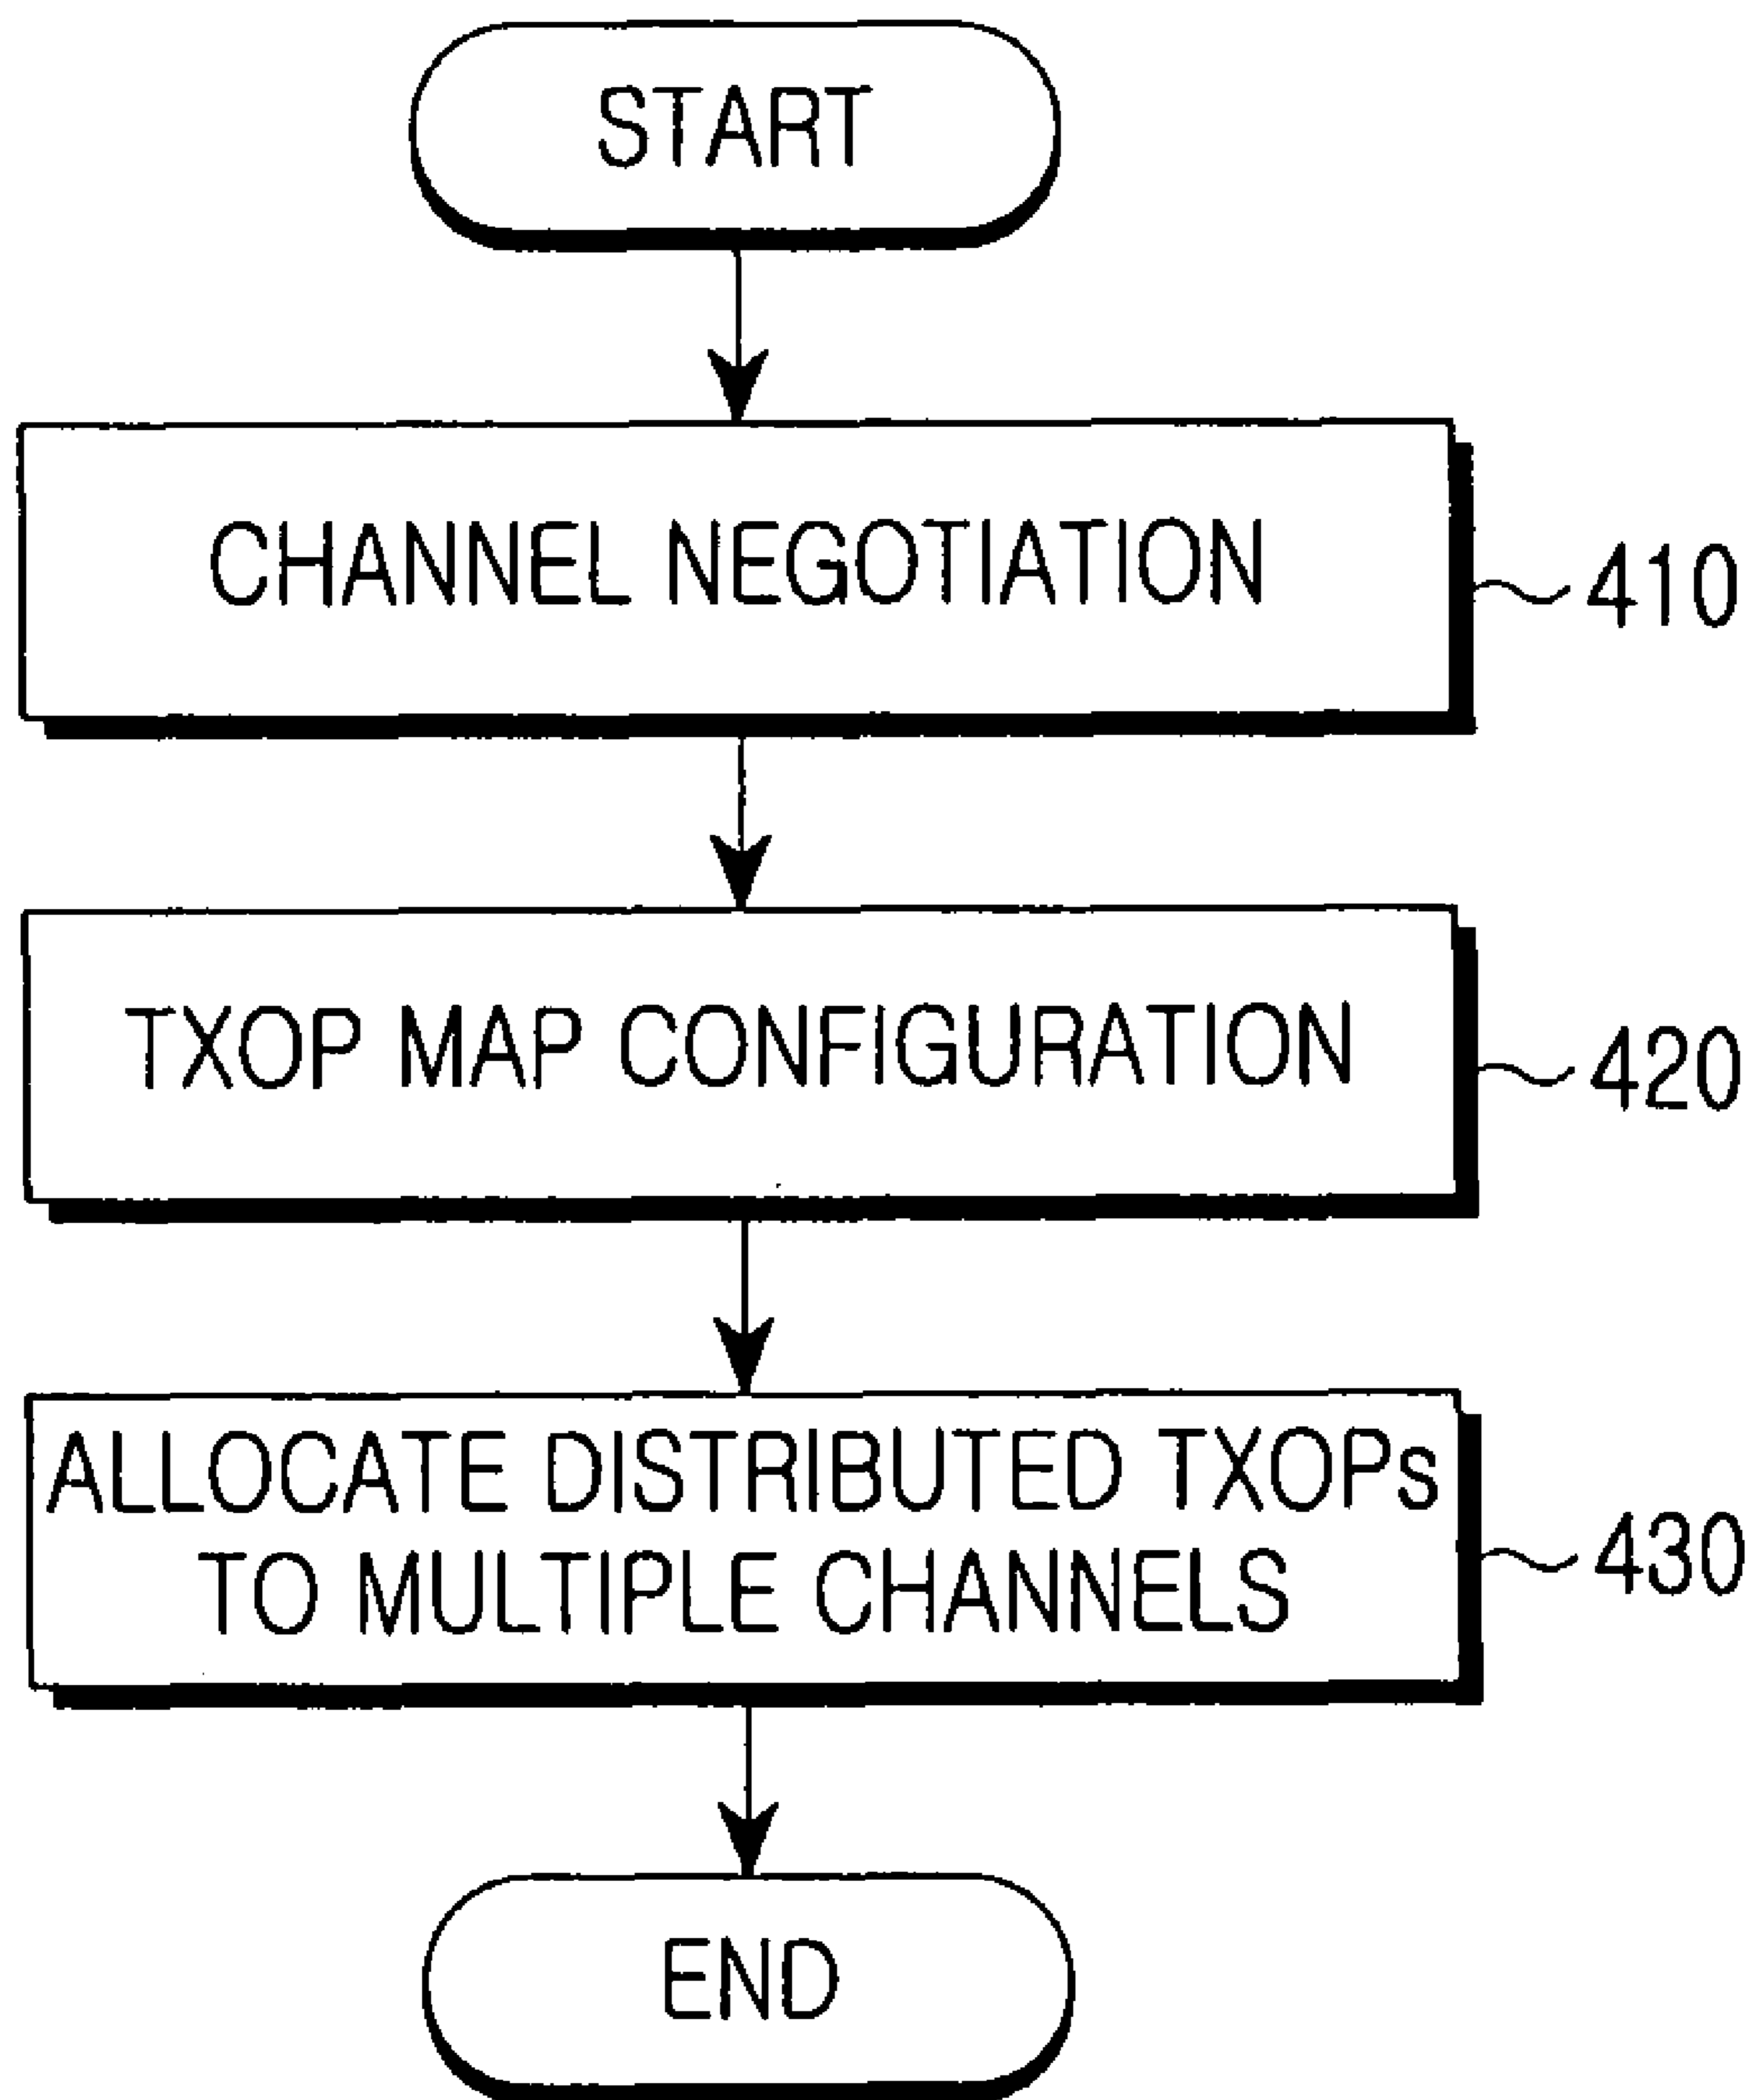 START
CHANNEL NEGOTIATION
410
TXOP MAP CONFIGURATION
420
ALLOCATE DISTRIBUTED TXOPs
TO MULTIPLE CHANNELS
430
END